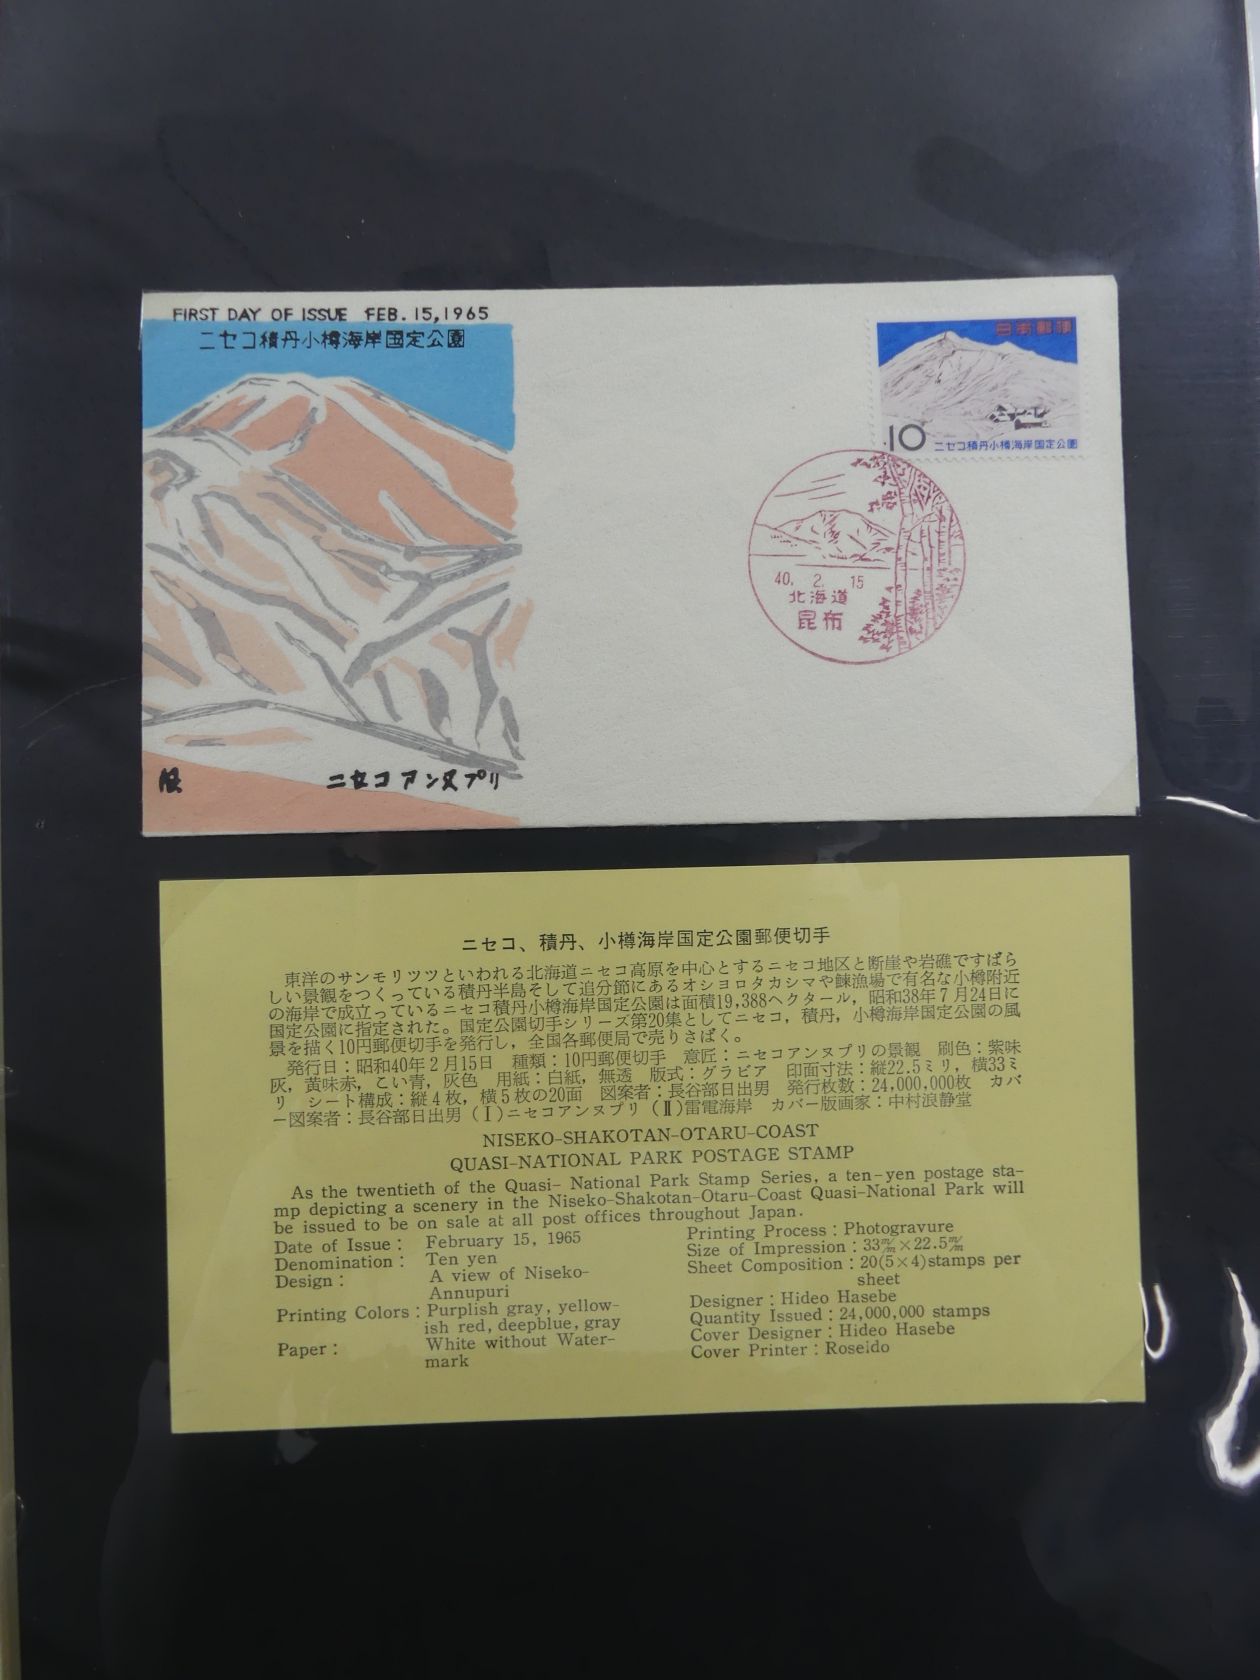 FIRST DAY OF ISSUE FEB. 15, 1965
ニセコ積丹小樽海岸国定公園
日本郵便
10 ニセコ積丹小樽海岸国定公園
40. 2. 15
北海道
昆布
ニセコアンヌプリ
ニセコ、積丹、小樽海岸国定公園郵便切手
東洋のサンモリツツといわれる北海道ニセコ高原を中心とするニセコ地区と断崖や岩礁ですばら
しい景観をつくっている積丹半島そして追分節にあるオシヨロタカシマや鰊漁場で有名な小樽附近
の海岸で成立っているニセコ積丹小樽海岸国定公園は面積19,388ヘクタール，昭和38年7月24日に
国定公園に指定された。国定公園切手シリーズ第20集としてニセコ，積丹，小樽海岸国定公園の風
景を描く10円郵便切手を発行し，全国各郵便局で売りさばく。
発行日：昭和40年2月15日 種類：10円郵便切手 意匠：ニセコアンヌプリの景観 刷色：紫味
灰，黄味赤，こい青，灰色 用紙：白紙，無透 版式：グラビア 印面寸法：縦22.5ミリ，横33ミ
リ シート構成：縦4枚，横5枚の20面 図案者：長谷部日出男 発行枚数：24,000,000枚 カバ
ー図案者：長谷部日出男（Ⅰ）ニセコアンヌプリ（Ⅱ）雷電海岸 カバー版画家：中村浪静堂
NISEKO-SHAKOTAN-OTARU-COAST
QUASI-NATIONAL PARK POSTAGE STAMP
As the twentieth of the Quasi- National Park Stamp Series, a ten-yen postage sta-
mp depicting a scenery in the Niseko-Shakotan-Otaru-Coast Quasi-National Park will
be issued to be on sale at all post offices throughout Japan.
Date of Issue： February 15, 1965
Denomination： Ten yen
Design： A view of Niseko-
Annupuri
Printing Colors：Purplish gray, yellow-
ish red, deepblue, gray
Paper： White without Water-
mark
Printing Process：Photogravure
Size of Impression：33m/m×22.5m/m
Sheet Composition：20(5×4)stamps per
sheet
Designer：Hideo Hasebe
Quantity Issued：24,000,000 stamps
Cover Designer：Hideo Hasebe
Cover Printer：Roseido